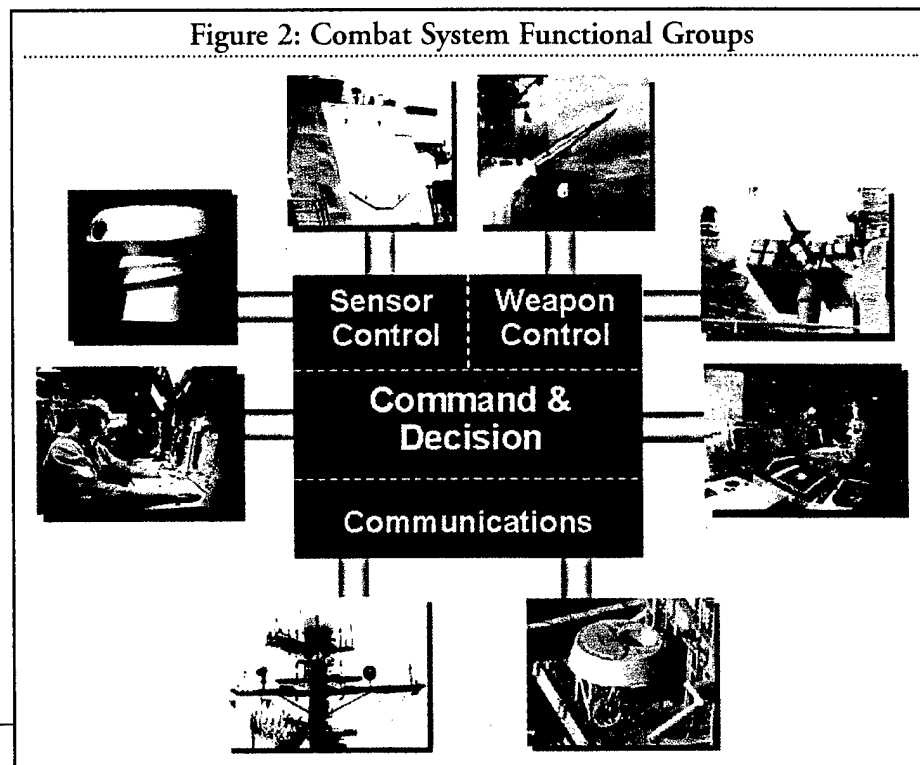 Figure 2: Combat System Functional Groups
Sensor
Control
Weapon
Control
Command &
Decision
Communications